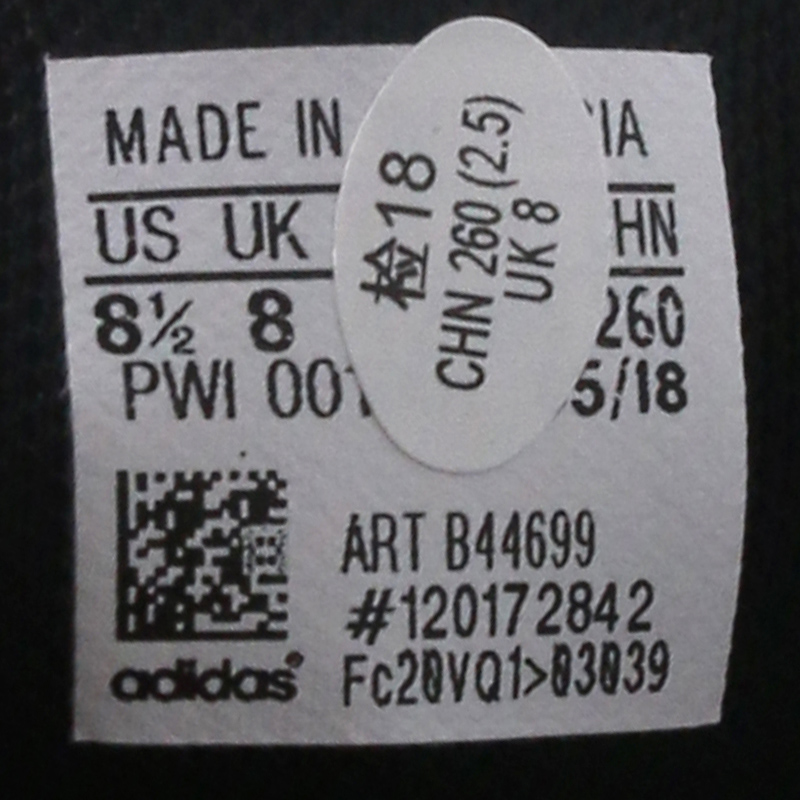 MADE IN IA
US UK HN
8½ 8 260
PWI 001 5/18
检18
CHN 260 (2.5)
UK 8
ART B44699
#120172842
adidas
Fc20VQ1>03039